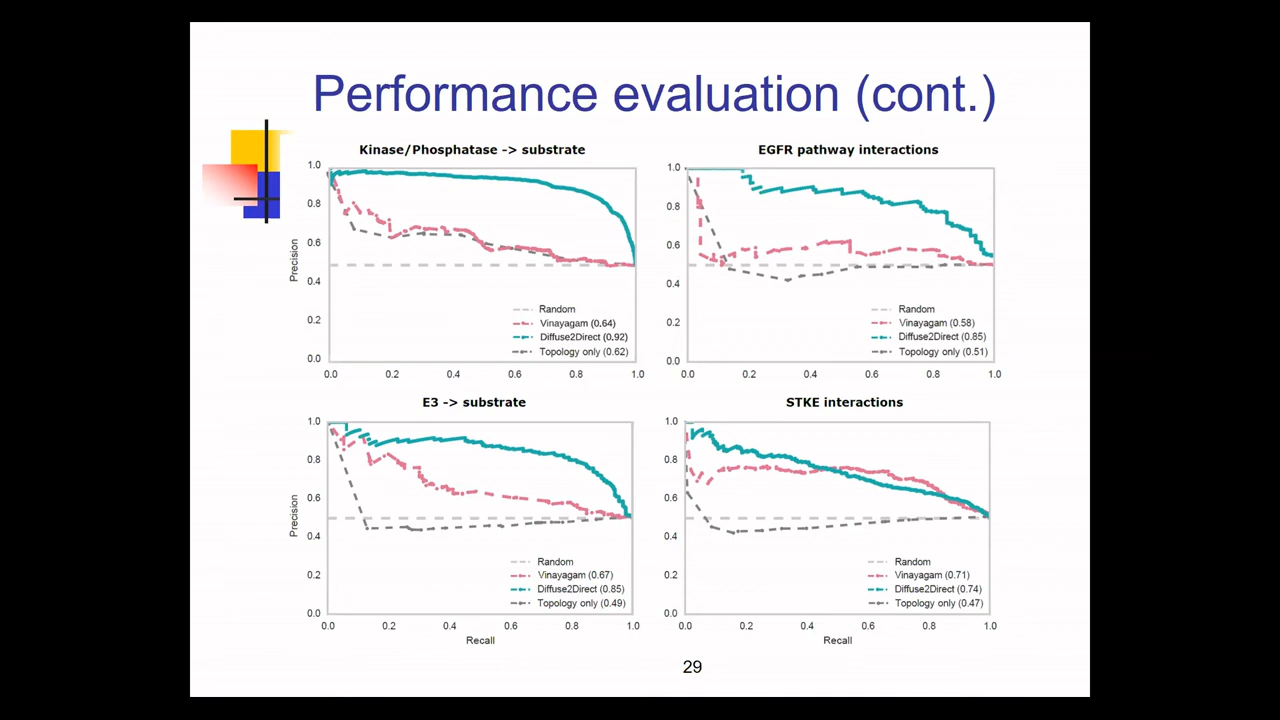 Performance evaluation (cont.)
Kinase/Phosphatase -> substrate
1.0
0.8
0.6
0.4
0.2
0.0
Precision
Random
Vinayagam (0.64)
Diffuse2Direct (0.92)
Topology only (0.62)
0.0 0.2 0.4 0.6 0.8 1.0
EGFR pathway interactions
1.0
0.8
0.6
0.4
0.2
0.0
Random
Vinayagam (0.58)
Diffuse2Direct (0.85)
Topology only (0.51)
0.0 0.2 0.4 0.6 0.8 1.0
E3 -> substrate
1.0
0.8
0.6
0.4
0.2
0.0
Precision
Random
Vinayagam (0.67)
Diffuse2Direct (0.85)
Topology only (0.49)
0.0 0.2 0.4 0.6 0.8 1.0
Recall
STKE interactions
1.0
0.8
0.6
0.4
0.2
0.0
Random
Vinayagam (0.71)
Diffuse2Direct (0.74)
Topology only (0.47)
0.0 0.2 0.4 0.6 0.8 1.0
Recall
29